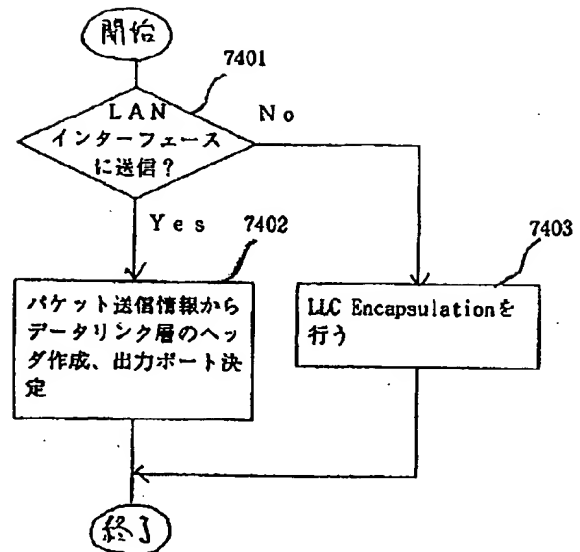 開始
7401
LAN
インターフェース
に送信?
No
Yes
7402
7403
パケット送信情報から
データリンク層のヘッ
ダ作成、出力ポート決
定
LLC Encapsulationを
行う
終了